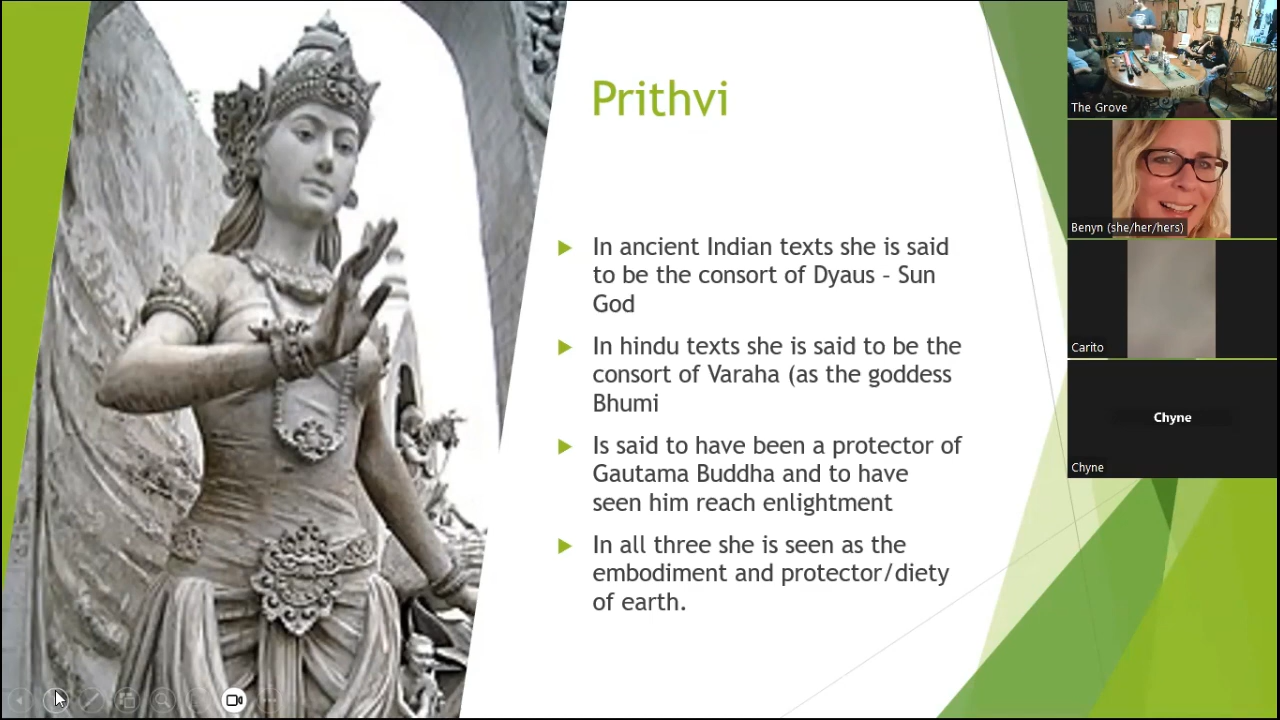 Prithvi
In ancient Indian texts she is said
to be the consort of Dyaus – Sun
God
In hindu texts she is said to be the
consort of Varaha (as the goddess
Bhumi
Is said to have been a protector of
Gautama Buddha and to have
seen him reach enlightment
In all three she is seen as the
embodiment and protector/diety
of earth.
The Grove
Benyn (she/her/hers)
Carito
Chyne
Chyne